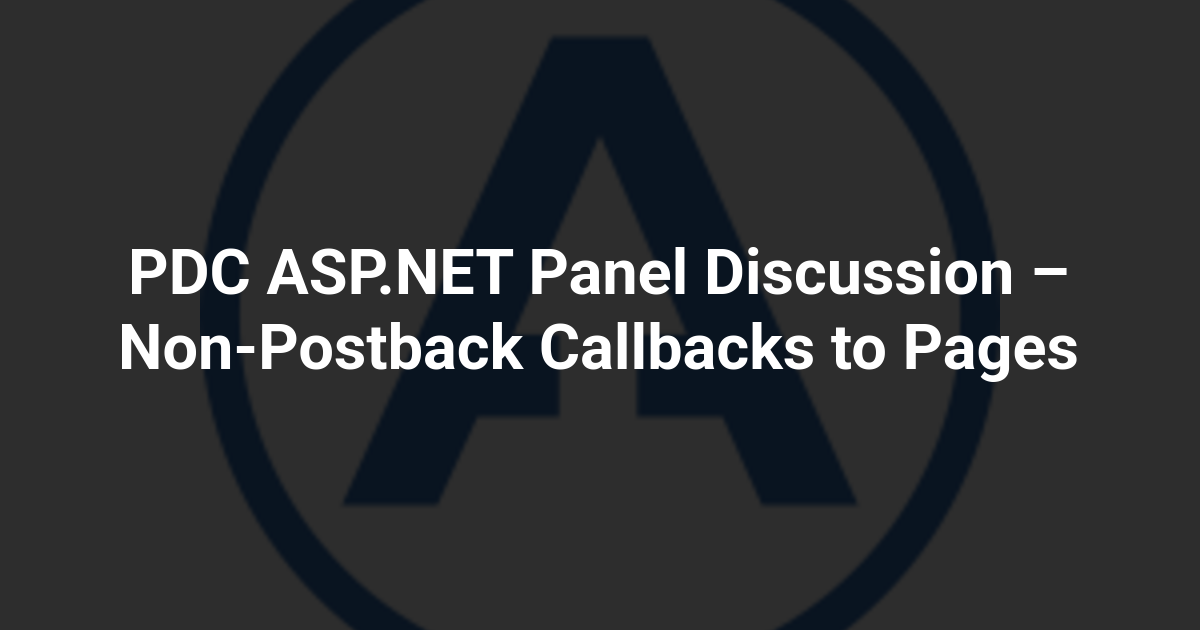 PDC ASP.NET Panel Discussion –
Non-Postback Callbacks to Pages